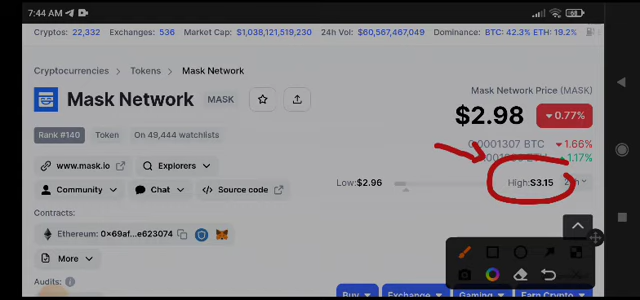 7:44 AM
Cryptos: 22,332 Exchanges: 536 Market Cap: $1,038,121,519,230 24h Vol: $60,567,467,049 Dominance: BTC: 42.3% ETH: 19.2%
Cryptocurrencies > Tokens > Mask Network
Mask Network Price (MASK)
Mask Network MASK
$2.98 0.77%
Rank #140 Token On 49,444 watchlists
0.0001307 BTC 1.66%
1.17%
www.mask.io Explorers
Community Chat Source code
Low:$2.96 High:$3.15
Contracts:
Ethereum: 0x69af...e623074
More
Audits:
Buy Exchange Gaming Earn Crypto